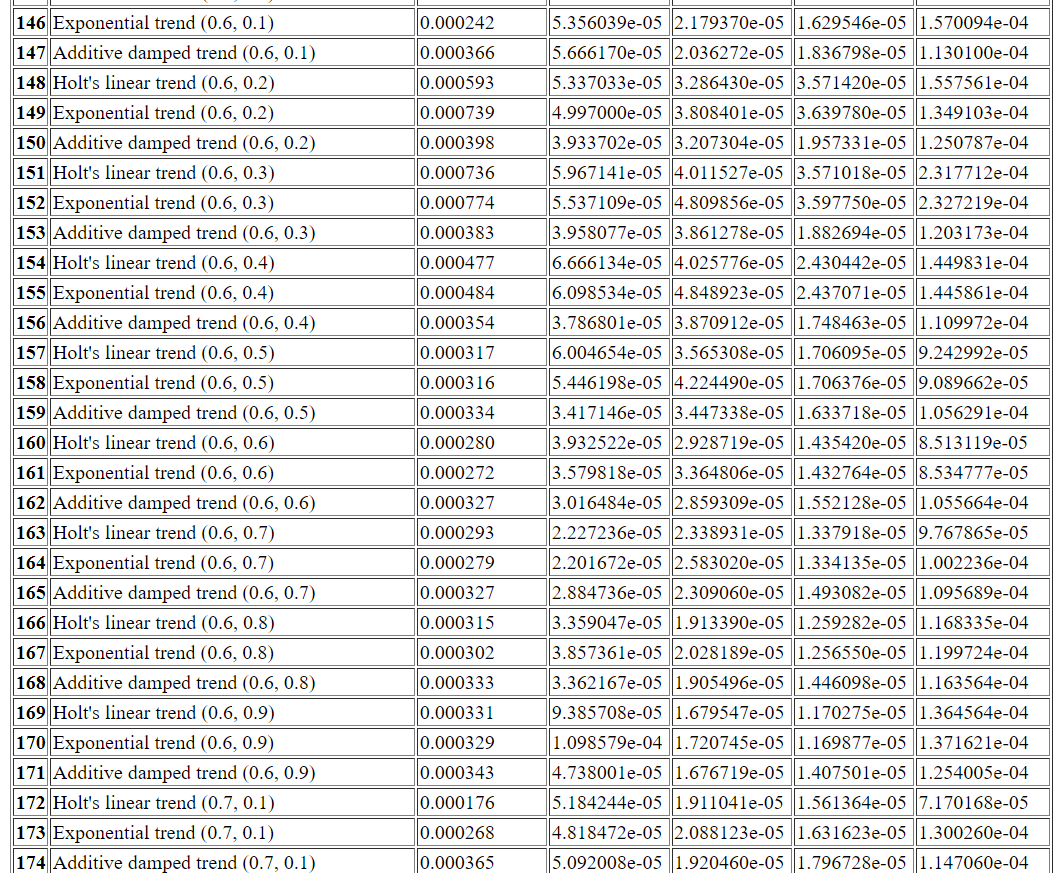 146 Exponential trend (0.6, 0.1) 0.000242 5.356039e-05 2.179370e-05 1.629546e-05 1.570094e-04
147 Additive damped trend (0.6, 0.1) 0.000366 5.666170e-05 2.036272e-05 1.836798e-05 1.130100e-04
148 Holt's linear trend (0.6, 0.2) 0.000593 5.337033e-05 3.286430e-05 3.571420e-05 1.557561e-04
149 Exponential trend (0.6, 0.2) 0.000739 4.997000e-05 3.808401e-05 3.639780e-05 1.349103e-04
150 Additive damped trend (0.6, 0.2) 0.000398 3.933702e-05 3.207304e-05 1.957331e-05 1.250787e-04
151 Holt's linear trend (0.6, 0.3) 0.000736 5.967141e-05 4.011527e-05 3.571018e-05 2.317712e-04
152 Exponential trend (0.6, 0.3) 0.000774 5.537109e-05 4.809856e-05 3.597750e-05 2.327219e-04
153 Additive damped trend (0.6, 0.3) 0.000383 3.958077e-05 3.861278e-05 1.882694e-05 1.203173e-04
154 Holt's linear trend (0.6, 0.4) 0.000477 6.666134e-05 4.025776e-05 2.430442e-05 1.449831e-04
155 Exponential trend (0.6, 0.4) 0.000484 6.098534e-05 4.848923e-05 2.437071e-05 1.445861e-04
156 Additive damped trend (0.6, 0.4) 0.000354 3.786801e-05 3.870912e-05 1.748463e-05 1.109972e-04
157 Holt's linear trend (0.6, 0.5) 0.000317 6.004654e-05 3.565308e-05 1.706095e-05 9.242992e-05
158 Exponential trend (0.6, 0.5) 0.000316 5.446198e-05 4.224490e-05 1.706376e-05 9.089662e-05
159 Additive damped trend (0.6, 0.5) 0.000334 3.417146e-05 3.447338e-05 1.633718e-05 1.056291e-04
160 Holt's linear trend (0.6, 0.6) 0.000280 3.932522e-05 2.928719e-05 1.435420e-05 8.513119e-05
161 Exponential trend (0.6, 0.6) 0.000272 3.579818e-05 3.364806e-05 1.432764e-05 8.534777e-05
162 Additive damped trend (0.6, 0.6) 0.000327 3.016484e-05 2.859309e-05 1.552128e-05 1.055664e-04
163 Holt's linear trend (0.6, 0.7) 0.000293 2.227236e-05 2.338931e-05 1.337918e-05 9.767865e-05
164 Exponential trend (0.6, 0.7) 0.000279 2.201672e-05 2.583020e-05 1.334135e-05 1.002236e-04
165 Additive damped trend (0.6, 0.7) 0.000327 2.884736e-05 2.309060e-05 1.493082e-05 1.095689e-04
166 Holt's linear trend (0.6, 0.8) 0.000315 3.359047e-05 1.913390e-05 1.259282e-05 1.168335e-04
167 Exponential trend (0.6, 0.8) 0.000302 3.857361e-05 2.028189e-05 1.256550e-05 1.199724e-04
168 Additive damped trend (0.6, 0.8) 0.000333 3.362167e-05 1.905496e-05 1.446098e-05 1.163564e-04
169 Holt's linear trend (0.6, 0.9) 0.000331 9.385708e-05 1.679547e-05 1.170275e-05 1.364564e-04
170 Exponential trend (0.6, 0.9) 0.000329 1.098579e-04 1.720745e-05 1.169877e-05 1.371621e-04
171 Additive damped trend (0.6, 0.9) 0.000343 4.738001e-05 1.676719e-05 1.407501e-05 1.254005e-04
172 Holt's linear trend (0.7, 0.1) 0.000176 5.184244e-05 1.911041e-05 1.561364e-05 7.170168e-05
173 Exponential trend (0.7, 0.1) 0.000268 4.818472e-05 2.088123e-05 1.631623e-05 1.300260e-04
174 Additive damped trend (0.7, 0.1) 0.000365 5.092008e-05 1.920460e-05 1.796728e-05 1.147060e-04